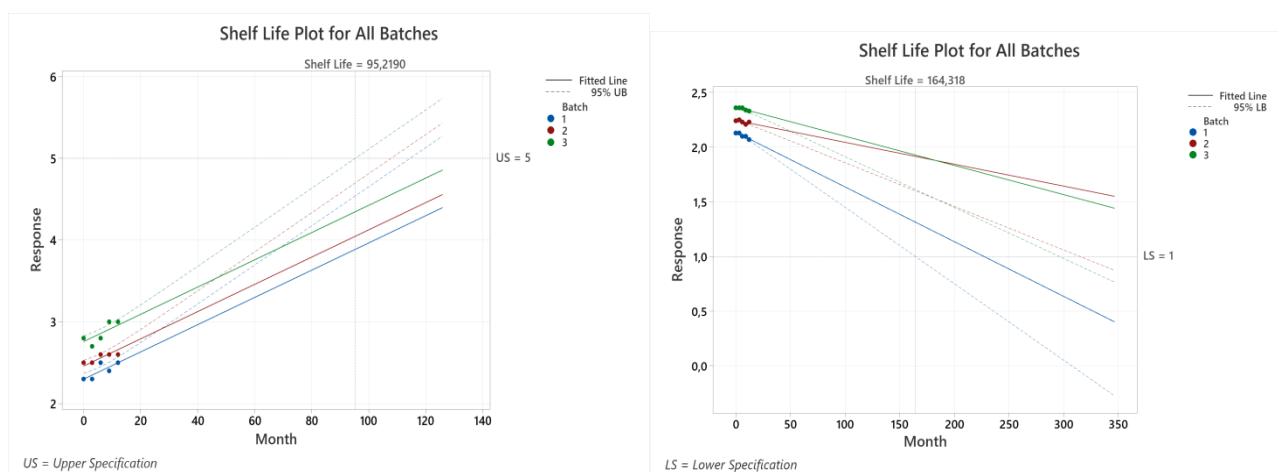 Shelf Life Plot for All Batches
Shelf Life = 95,2190
6
5
4
3
2
Response
0
20
40
60
80
100
120
140
Month
US = 5
Fitted Line
95% UB
Batch
1
2
3
US = Upper Specification
Shelf Life Plot for All Batches
Shelf Life = 164,318
2,5
2,0
1,5
1,0
0,5
0,0
Response
0
50
100
150
200
250
300
350
Month
LS = 1
Fitted Line
95% LB
Batch
1
2
3
LS = Lower Specification